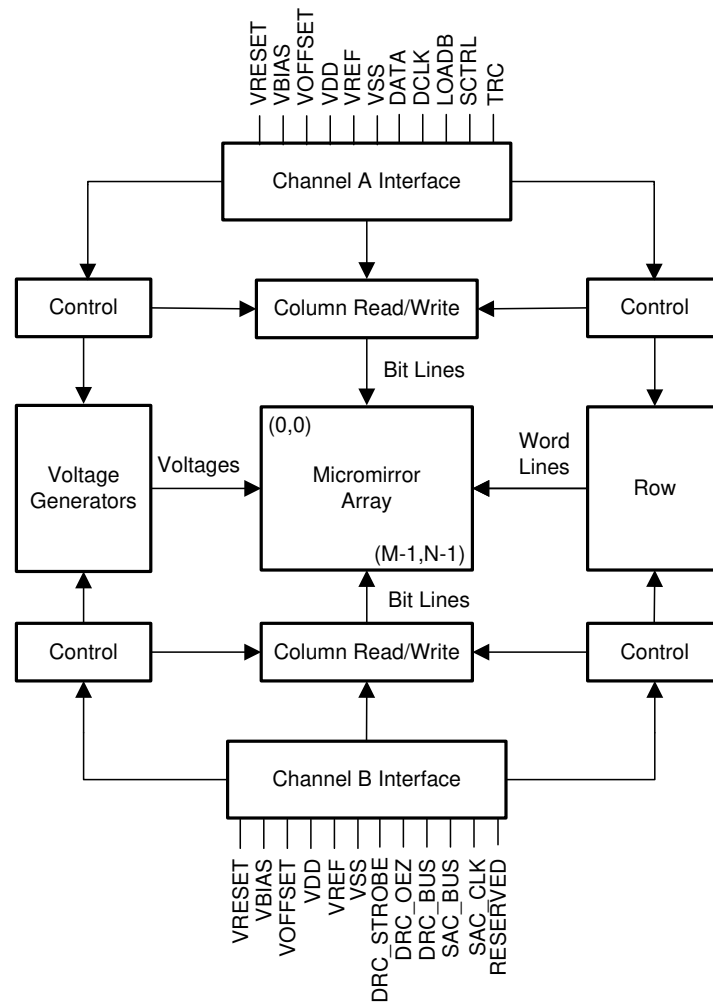 VRESET
VBIAS
VOFFSET
VDD
VREF
VSS
DATA
DCLK
LOADB
SCTRL
TRC
Channel A Interface
Control
Column Read/Write
Control
Bit Lines
(0,0)
Voltage
Generators
Voltages
Micromirror
Array
Word
Lines
Row
(M-1,N-1)
Bit Lines
Control
Column Read/Write
Control
Channel B Interface
VRESET
VBIAS
VOFFSET
VDD
VREF
VSS
DRC_STROBE
DRC_OEZ
DRC_BUS
SAC_BUS
SAC_CLK
RESERVED